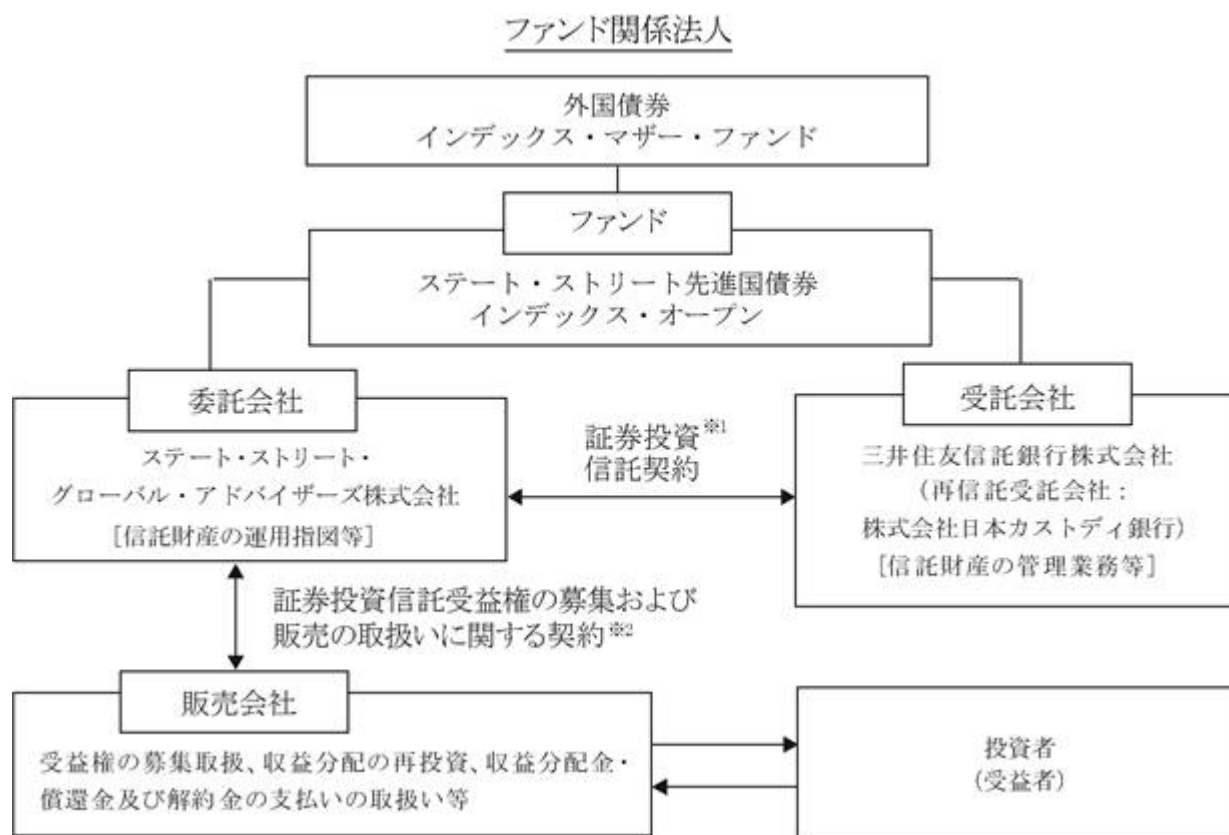 ファンド関係法人
外国債券
インデックス・マザー・ファンド
ファンド
ステート・ストリート先進国債券
インデックス・オープン
委託会社
ステート・ストリート・
グローバル・アドバイザーズ株式会社
[信託財産の運用指図等]
証券投資※1
信託契約
受託会社
三井住友信託銀行株式会社
(再信託受託会社:
株式会社日本カストディ銀行)
[信託財産の管理業務等]
証券投資信託受益権の募集および
販売の取扱いに関する契約※2
販売会社
受益権の募集取扱、収益分配の再投資、収益分配金・
償還金及び解約金の支払いの取扱い等
投資者
(受益者)